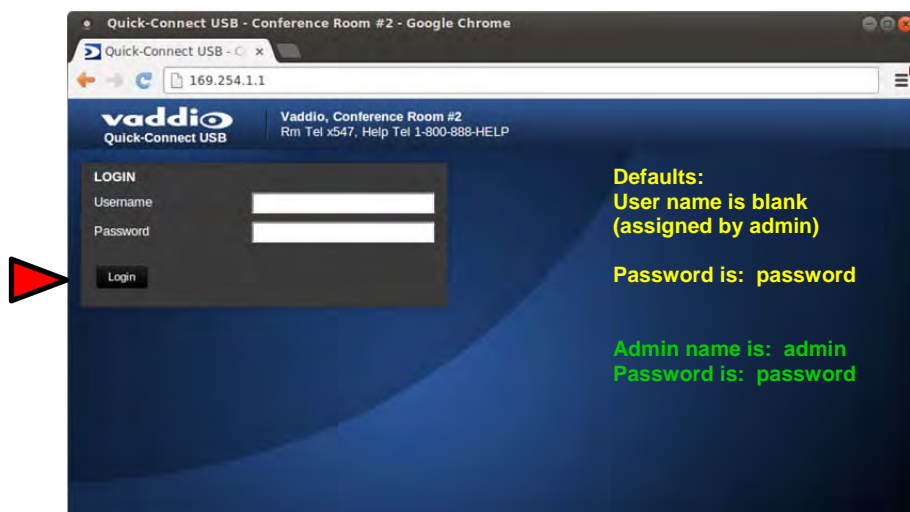 Quick-Connect USB - Conference Room #2 - Google Chrome
Quick-Connect USB - C
169.254.1.1
vaddio
Quick-Connect USB
Vaddio, Conference Room #2
Rm Tel x547, Help Tel 1-800-888-HELP
LOGIN
Username
Password
Login
Defaults:
User name is blank
(assigned by admin)
Password is: password
Admin name is: admin
Password is: password